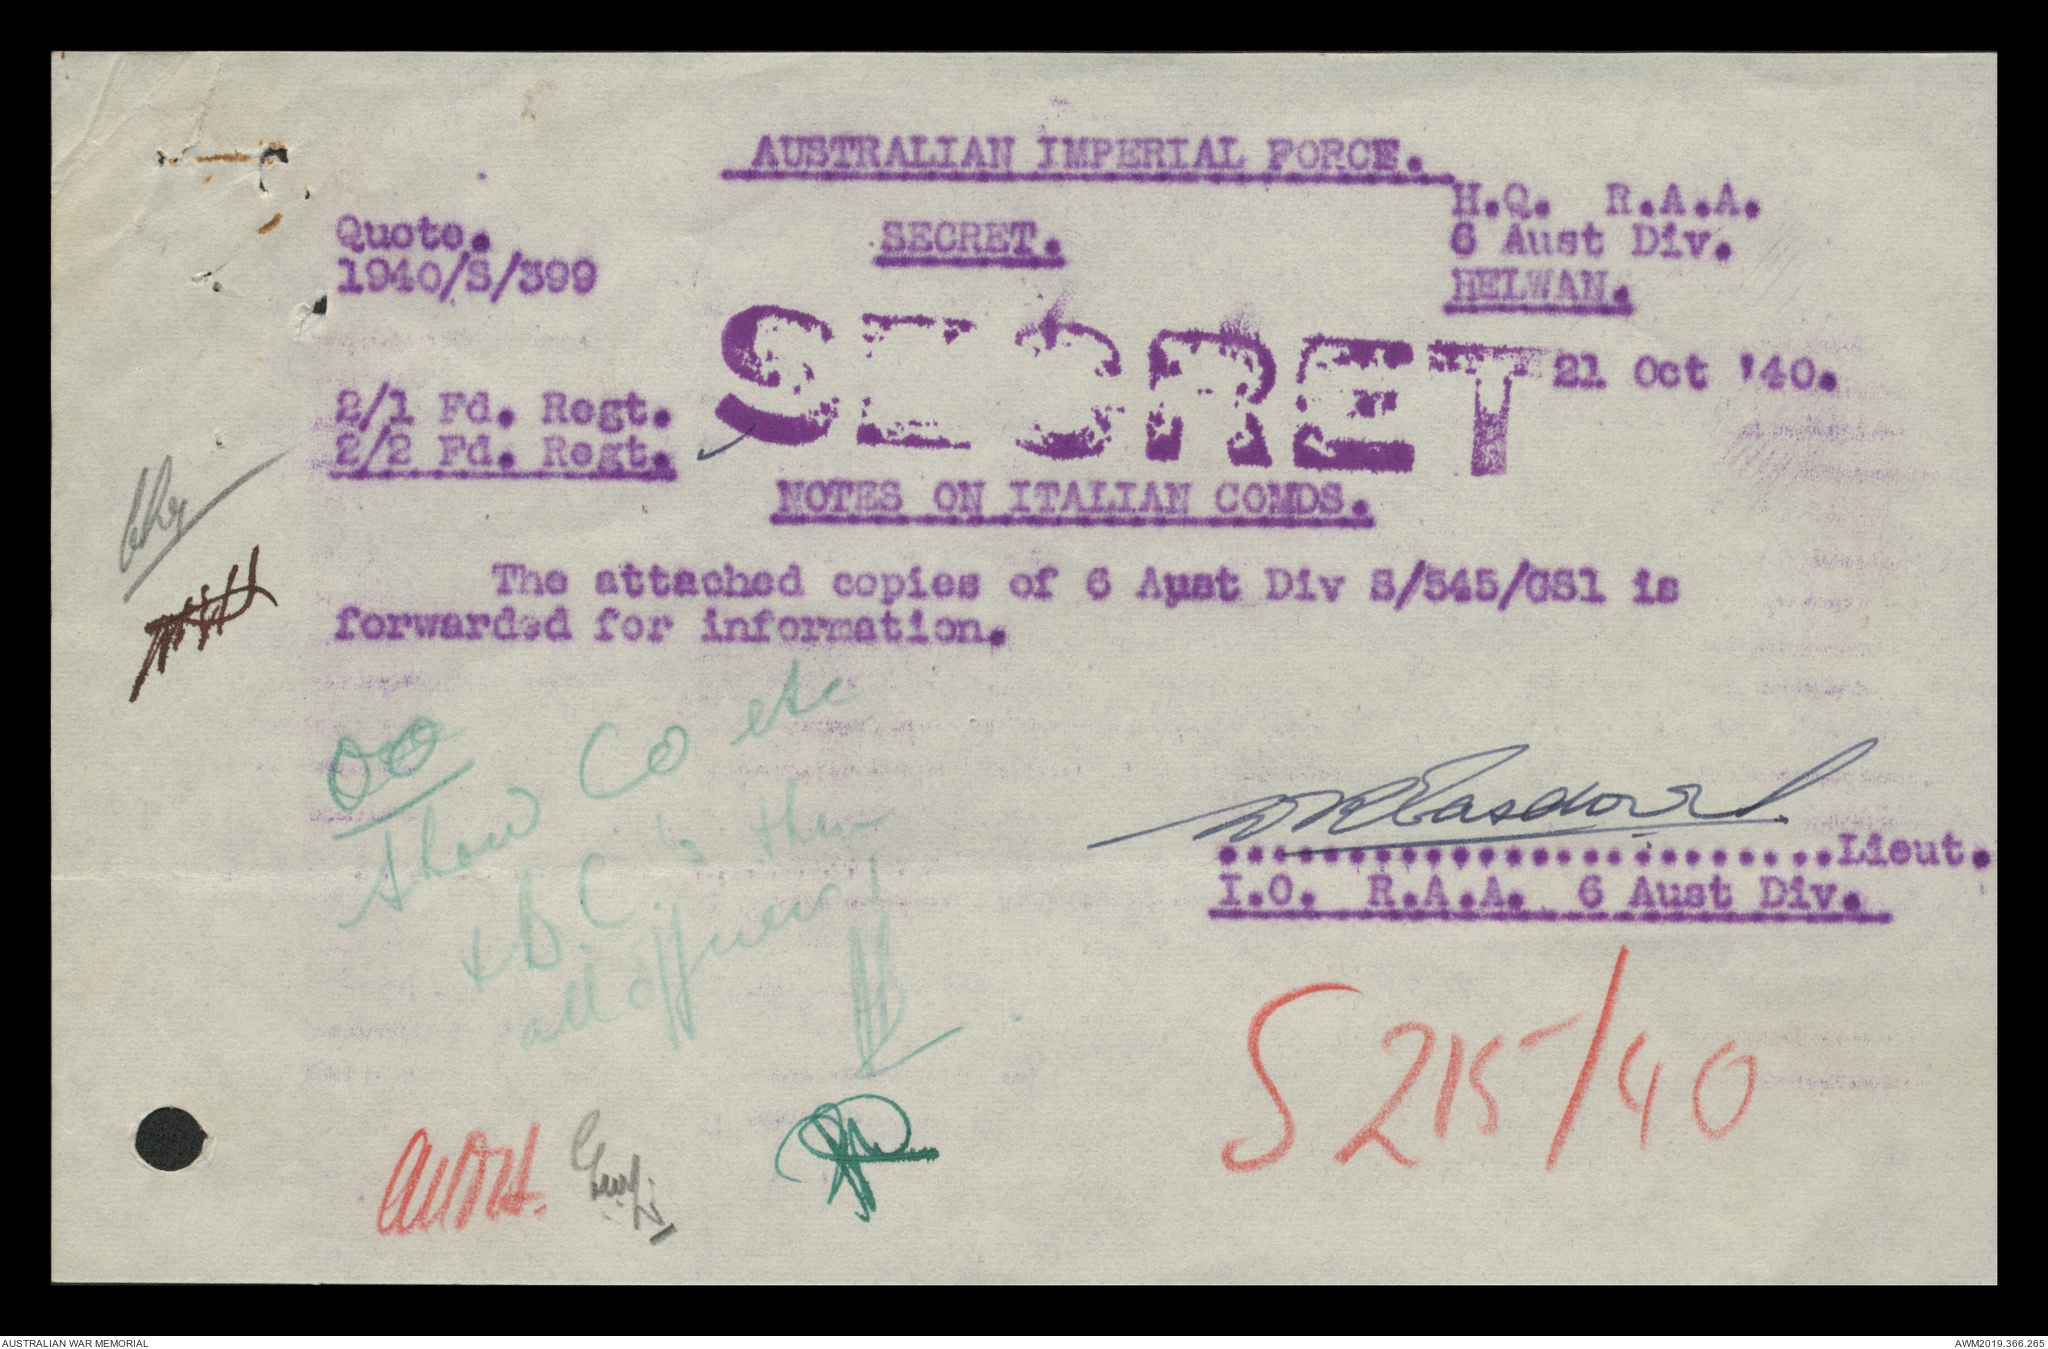 AUSTRALIAN IMPERIAL FORCE.
H.Q. R.A.A.
6 Aust Div.
HELWAN.
Quote.
1940/S/399
SECRET.
SECRET
21 Oct '40.
2/1 Fd. Regt.
2/2 Fd. Regt.
NOTES ON ITALIAN COMDS.
The attached copies of 6 Aust Div S/545/GS1 is
forwarded for information.
OO
Show CO etc
+ B.C's then
all officers
..........................Lieut.
I.O. R.A.A. 6 Aust Div.
S 215/40
AUSTRALIAN WAR MEMORIAL
AWM2019.366.265